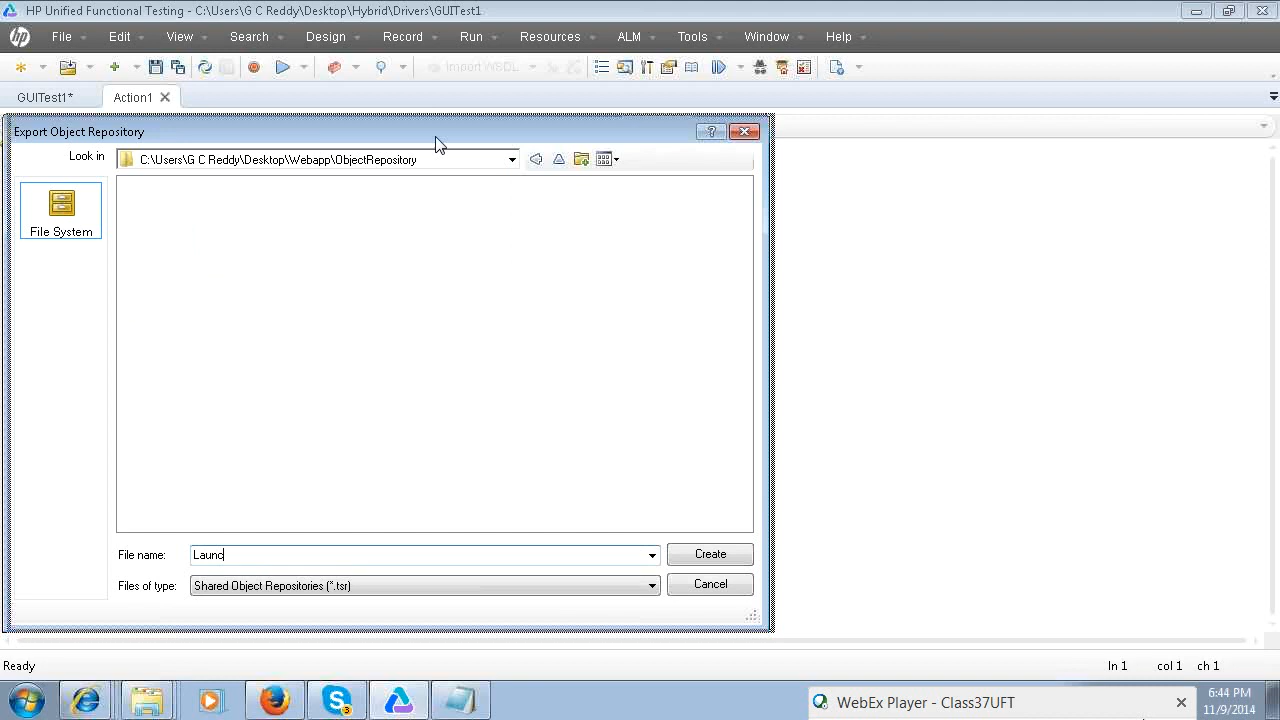 HP Unified Functional Testing - C:\Users\G C Reddy\Desktop\Hybrid\Drivers\GUITest1
hp File Edit View Search Design Record Run Resources ALM Tools Window Help
Import WSDL
GUITest1* Action1
Export Object Repository
Look in C:\Users\G C Reddy\Desktop\Webapp\ObjectRepository
File System
File name: Launc Create
Files of type: Shared Object Repositories (*.tsr) Cancel
Ready ln 1 col 1 ch 1
3 WebEx Player - Class37UFT 6:44 PM
11/9/2014